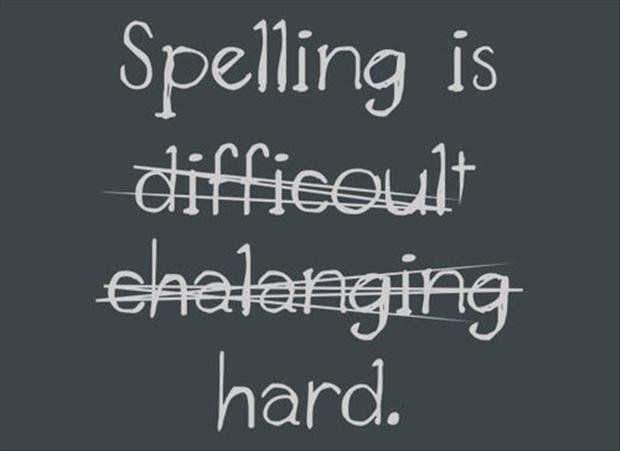 Spelling is
difficoult
chalanging
hard.